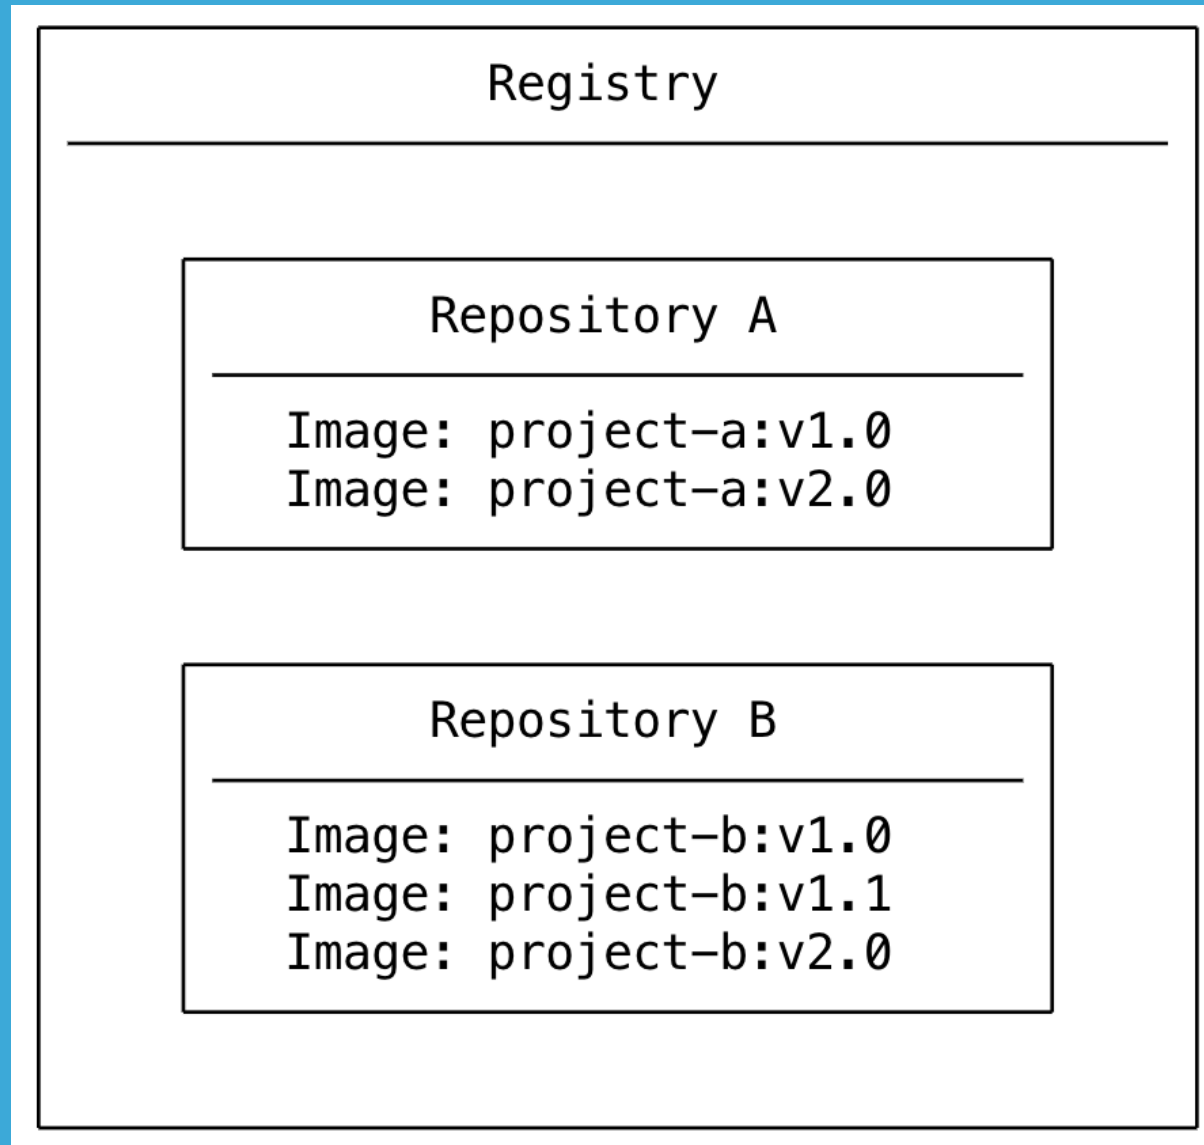 Registry
Repository A
Image: project-a:v1.0
Image: project-a:v2.0
Repository B
Image: project-b:v1.0
Image: project-b:v1.1
Image: project-b:v2.0